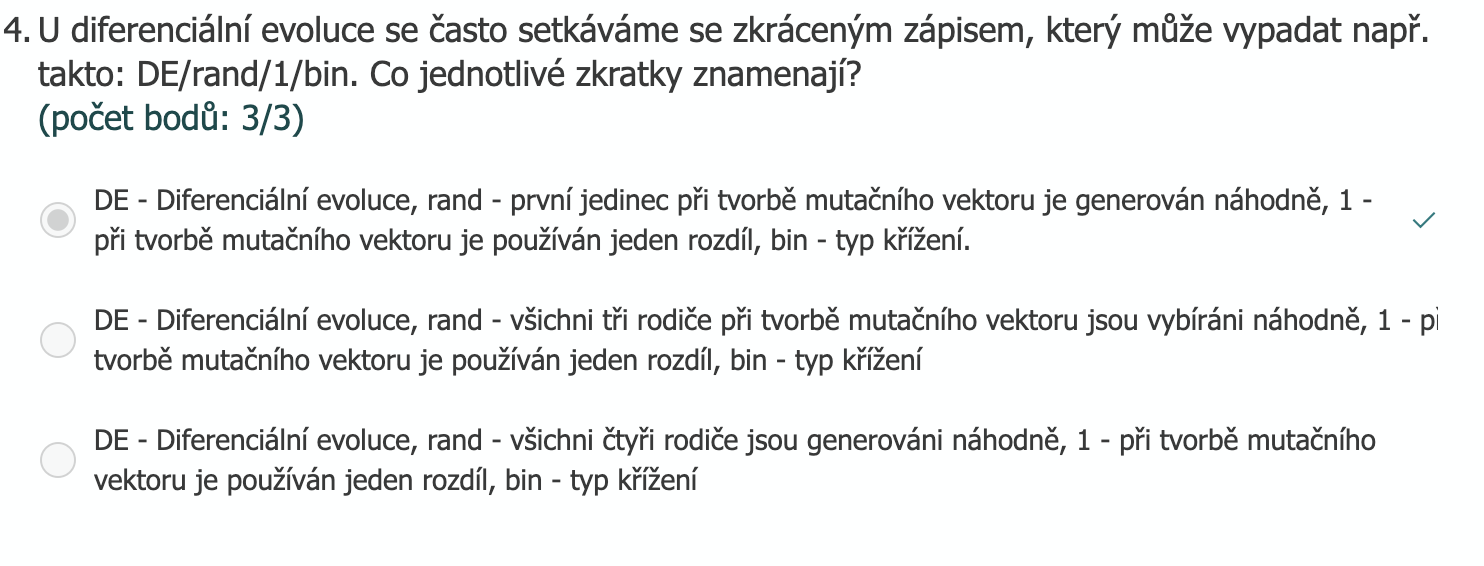 4. U diferenciální evoluce se často setkáváme se zkráceným zápisem, který může vypadat např.
takto: DE/rand/1/bin. Co jednotlivé zkratky znamenají?
(počet bodů: 3/3)
DE - Diferenciální evoluce, rand - první jedinec při tvorbě mutačního vektoru je generován náhodně, 1 -
při tvorbě mutačního vektoru je používán jeden rozdíl, bin - typ křížení.
DE - Diferenciální evoluce, rand - všichni tři rodiče při tvorbě mutačního vektoru jsou vybíráni náhodně, 1 -
tvorbě mutačního vektoru je používán jeden rozdíl, bin - typ křížení
DE - Diferenciální evoluce, rand - všichni čtyři rodiče jsou generováni náhodně, 1 - při tvorbě mutačního
vektoru je používán jeden rozdíl, bin - typ křížení